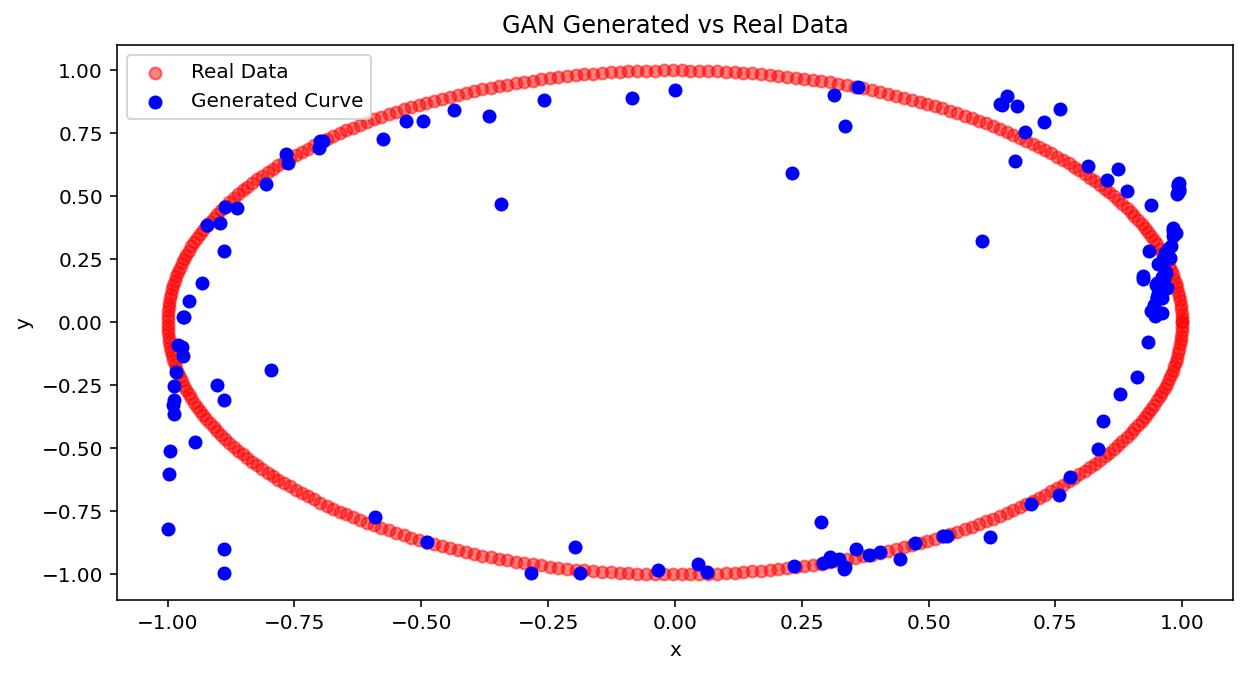 GAN Generated vs Real Data
Real Data
Generated Curve
1.00
0.75
0.50
0.25
0.00
−0.25
−0.50
−0.75
−1.00
y
−1.00 −0.75 −0.50 −0.25 0.00 0.25 0.50 0.75 1.00
x